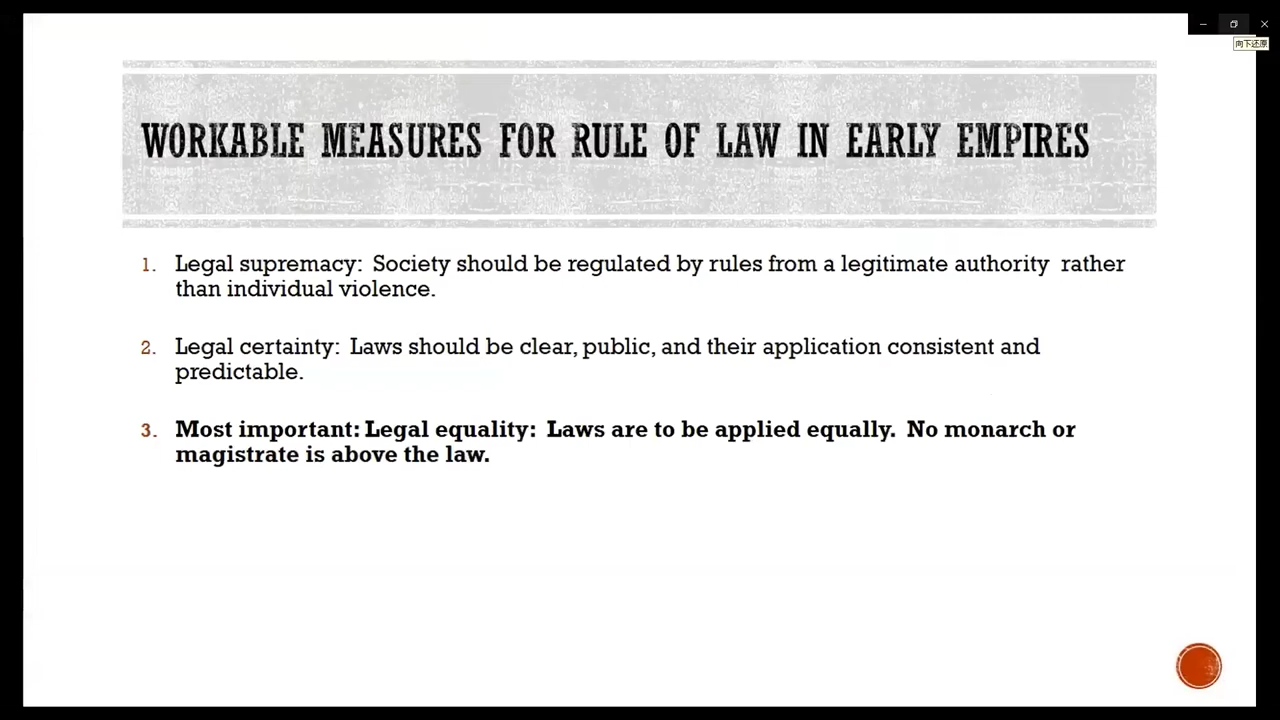 向下还原
WORKABLE MEASURES FOR RULE OF LAW IN EARLY EMPIRES
1. Legal supremacy: Society should be regulated by rules from a legitimate authority rather
than individual violence.
2. Legal certainty: Laws should be clear, public, and their application consistent and
predictable.
3. Most important: Legal equality: Laws are to be applied equally. No monarch or
magistrate is above the law.